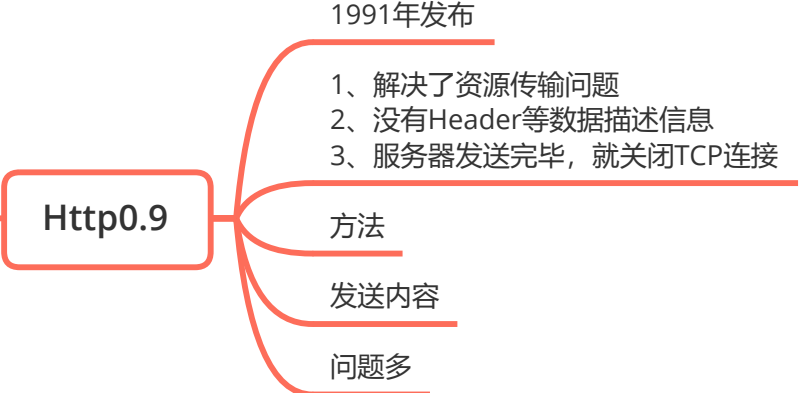 1991年发布
1、解决了资源传输问题
2、没有Header等数据描述信息
3、服务器发送完毕，就关闭TCP连接
Http0.9
方法
发送内容
问题多